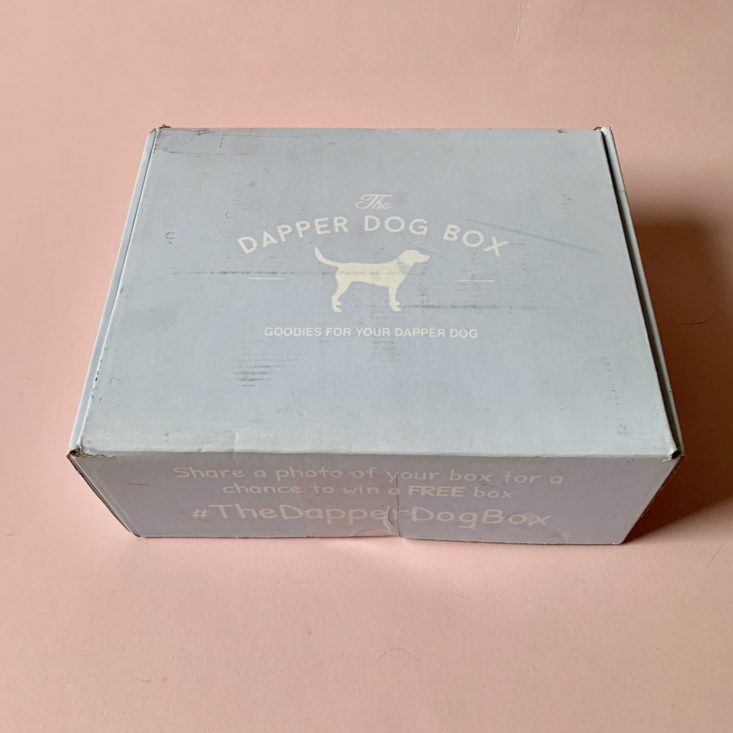 The
DAPPER DOG BOX
GOODIES FOR YOUR DAPPER DOG
Share a photo of your box for a
chance to win a FREE box
#TheDapperDogBox